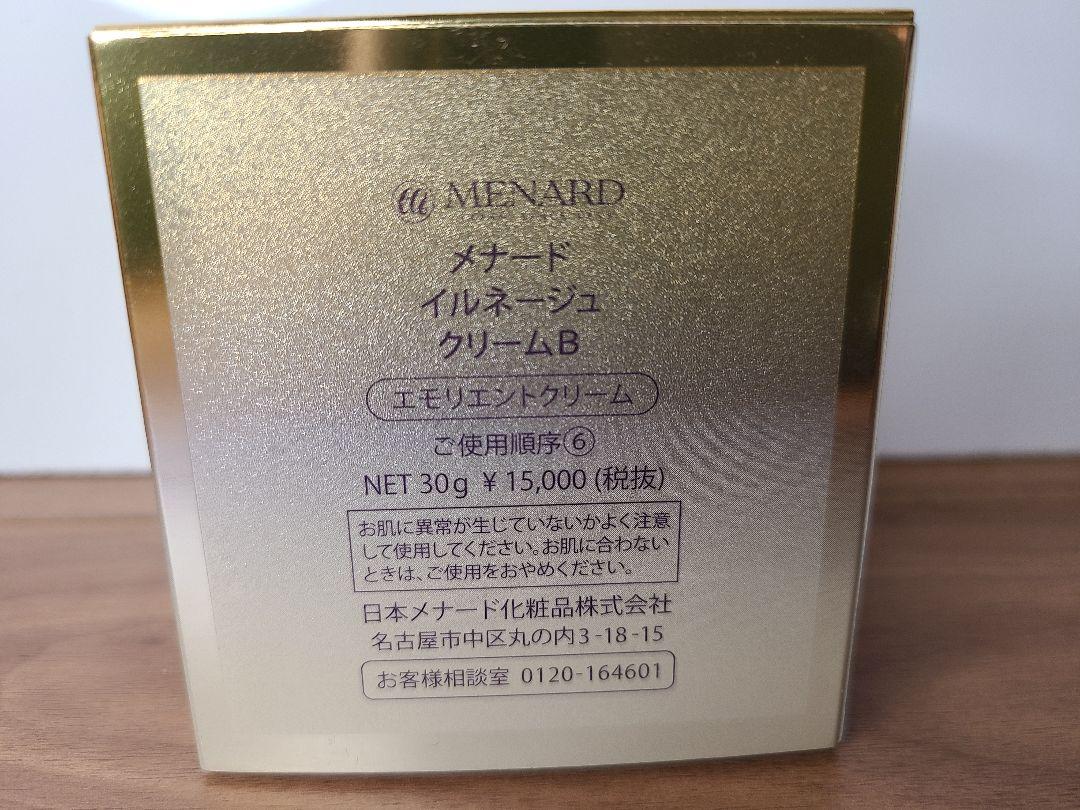 MENARD
メナード
イルネージュ
クリームB
エモリエントクリーム
ご使用順序⑥
NET 30g ¥15,000 (税抜)
お肌に異常が生じていないかよく注意
して使用してください。お肌に合わない
ときは、ご使用をおやめください。
日本メナード化粧品株式会社
名古屋市中区丸の内3-18-15
お客様相談室 0120-164601